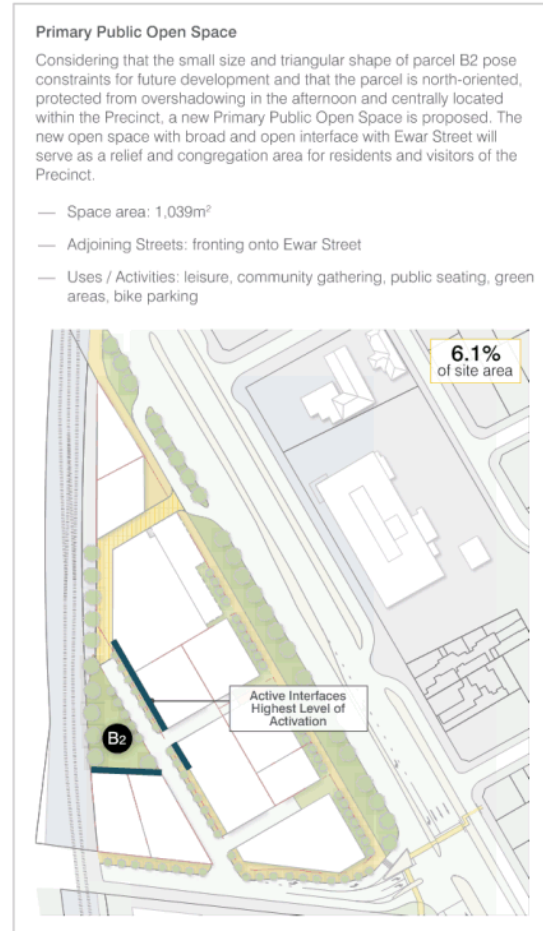 Primary Public Open Space
Considering that the small size and triangular shape of parcel B2 pose
constraints for future development and that the parcel is north-oriented,
protected from overshadowing in the afternoon and centrally located
within the Precinct, a new Primary Public Open Space is proposed. The
new open space with broad and open interface with Ewar Street will
serve as a relief and congregation area for residents and visitors of the
Precinct.
— Space area: 1,039m²
— Adjoining Streets: fronting onto Ewar Street
— Uses / Activities: leisure, community gathering, public seating, green
areas, bike parking
6.1%
of site area
Active Interfaces
Highest Level of
Activation
B2